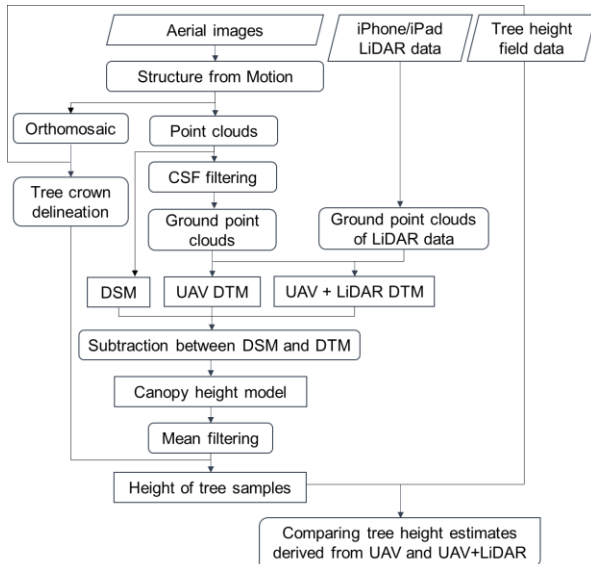 Aerial images
iPhone/iPad
LiDAR data
Tree height
field data
Structure from Motion
Orthomosaic
Point clouds
CSF filtering
Tree crown
delineation
Ground point
clouds
Ground point clouds
of LiDAR data
DSM
UAV DTM
UAV + LiDAR DTM
Subtraction between DSM and DTM
Canopy height model
Mean filtering
Height of tree samples
Comparing tree height estimates
derived from UAV and UAV+LiDAR